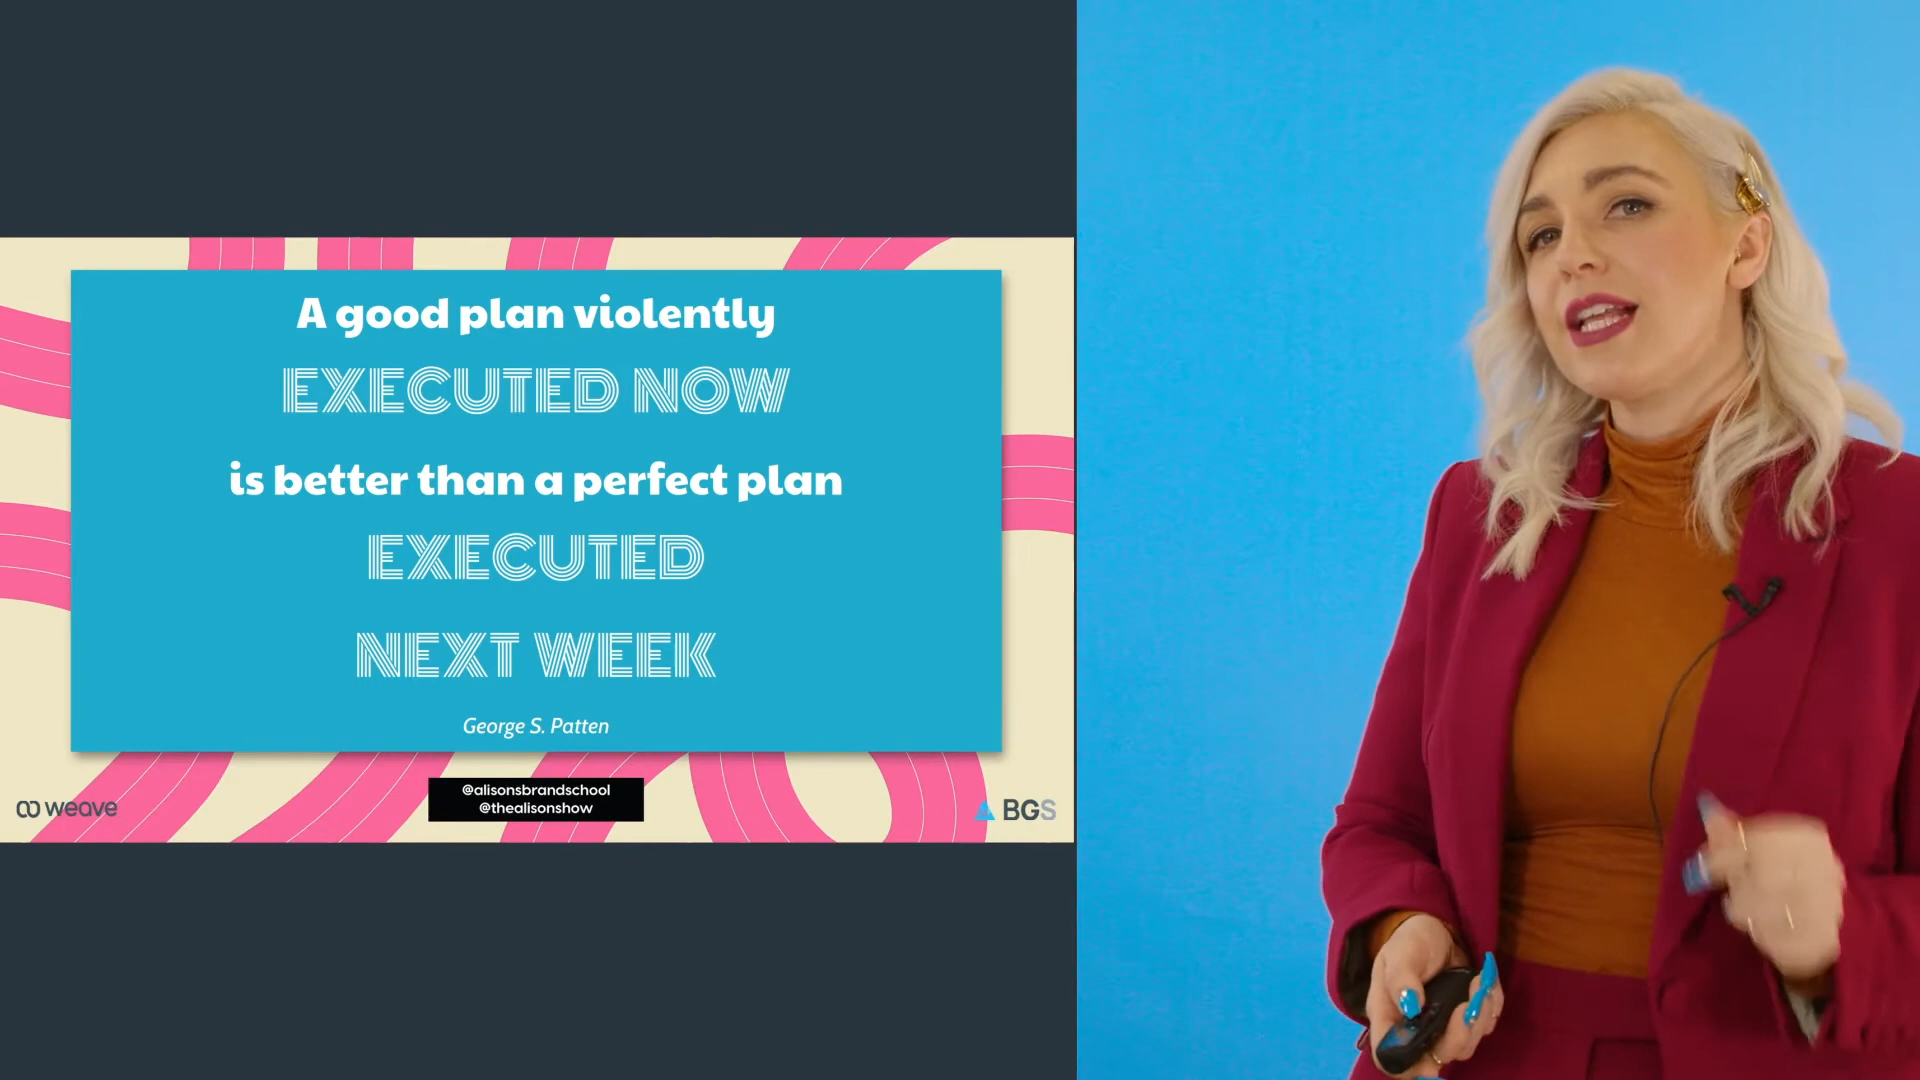 A good plan violently
EXECUTED NOW
is better than a perfect plan
EXECUTED
NEXT WEEK
George S. Patten
@alisonsbrandschool
@thealisonshow
weave
BGS